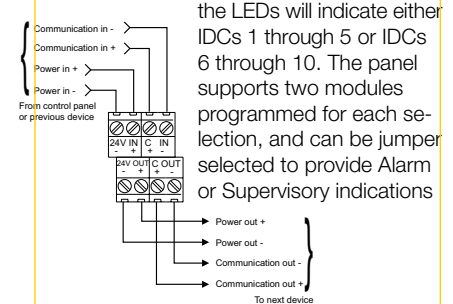 the LEDs will indicate either
IDCs 1 through 5 or IDCs
6 through 10. The panel
supports two modules
programmed for each se-
lection, and can be jumper
selected to provide Alarm
or Supervisory indications
Communication in -
Communication in +
Power in +
Power in -
From control panel
or previous device
24V IN C IN
- + + -
24V OUT C OUT
- + + -
Power out +
Power out -
Communication out -
Communication out +
To next device